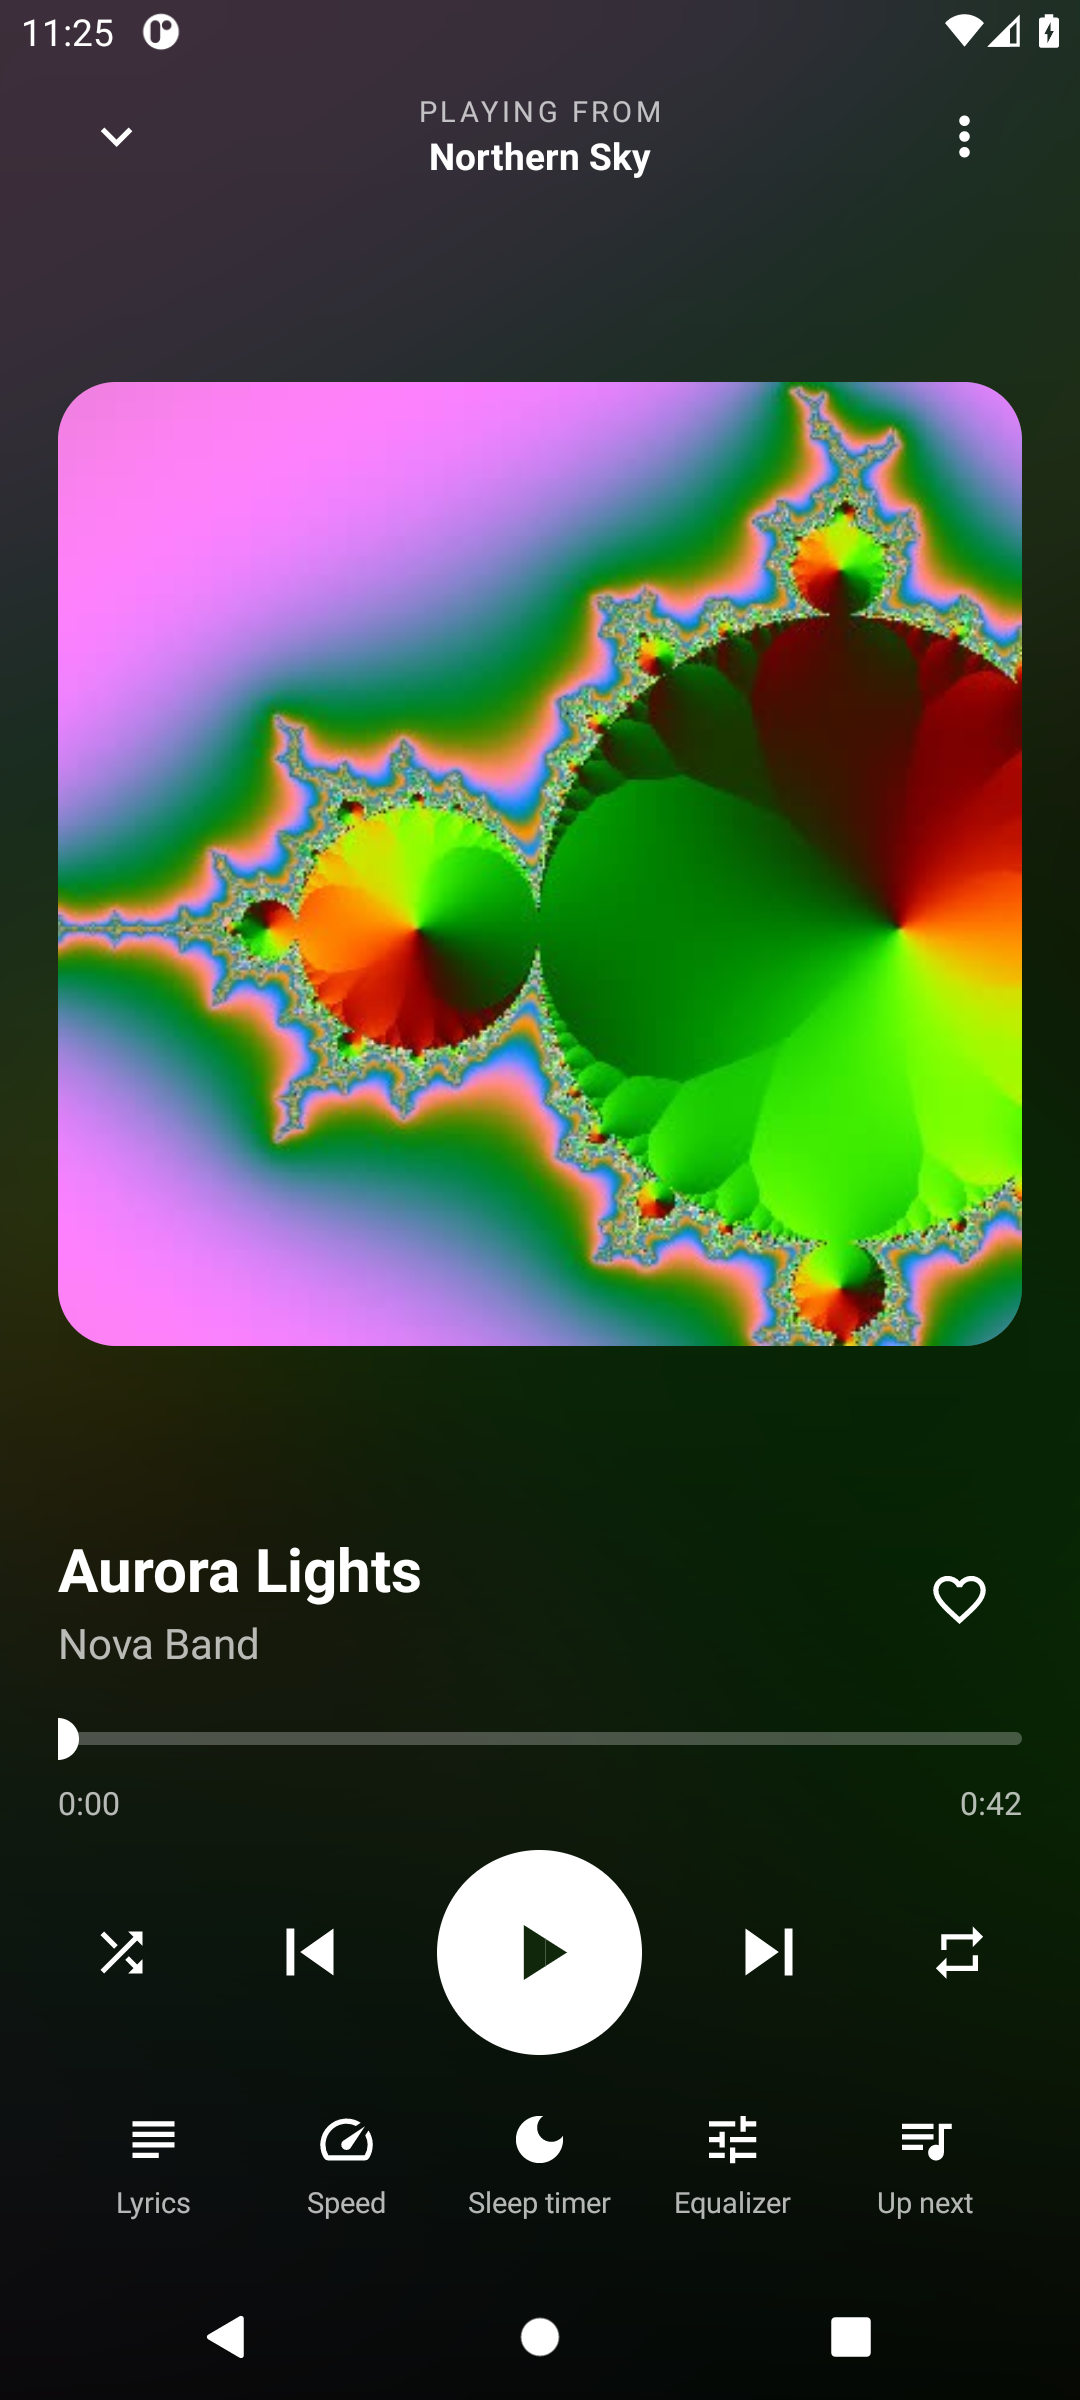 11:25
PLAYING FROM
Northern Sky
Aurora Lights
Nova Band
0:00
0:42
Lyrics
Speed
Sleep timer
Equalizer
Up next